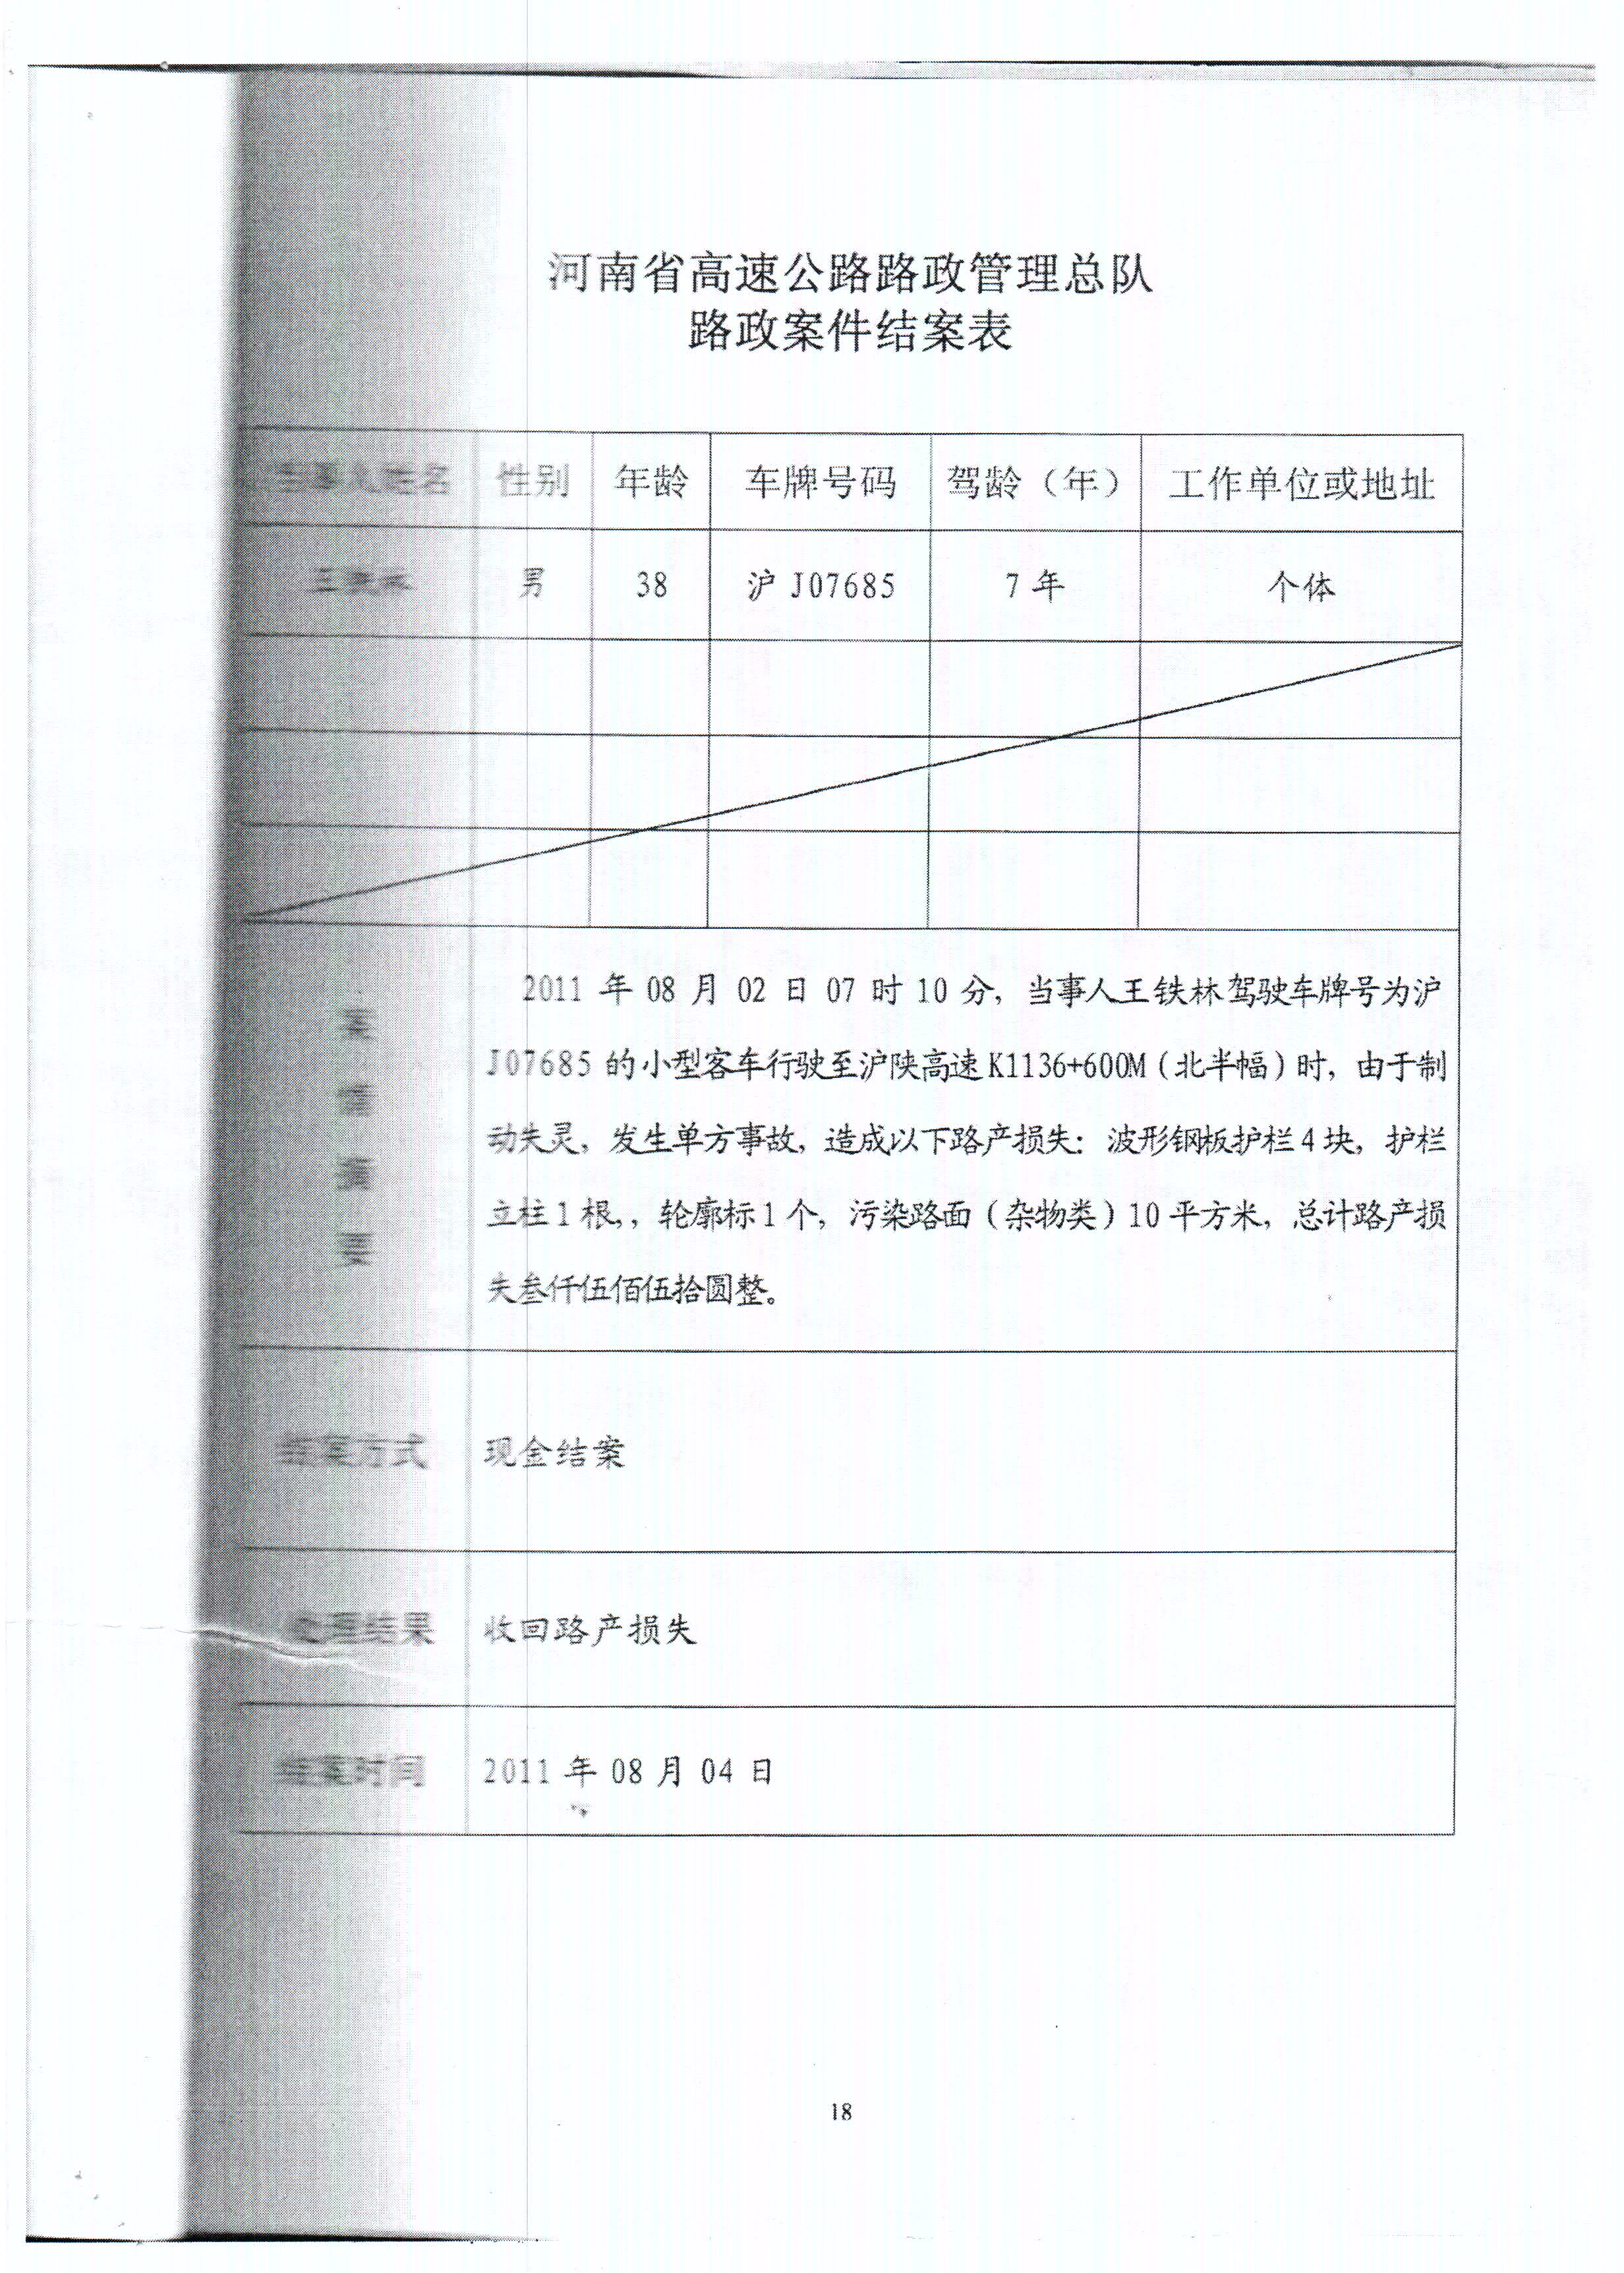 河南省高速公路路政管理总队
路政案件结案表
当事人姓名 性别 年龄 车牌号码 驾龄（年） 工作单位或地址
王铁林 男 38 沪 J07685 7 年 个体
案情摘要
2011 年 08 月 02 日 07 时 10 分，当事人王铁林驾驶车牌号为沪
J07685 的小型客车行驶至沪陕高速 K1136+600M（北半幅）时，由于制
动失灵，发生单方事故，造成以下路产损失：波形钢板护栏 4 块，护栏
立柱 1 根，，轮廓标 1 个，污染路面（杂物类）10 平方米，总计路产损
失叁仟伍佰伍拾圆整。
结案方式 现金结案
处理结果 收回路产损失
结案时间 2011 年 08 月 04 日
18